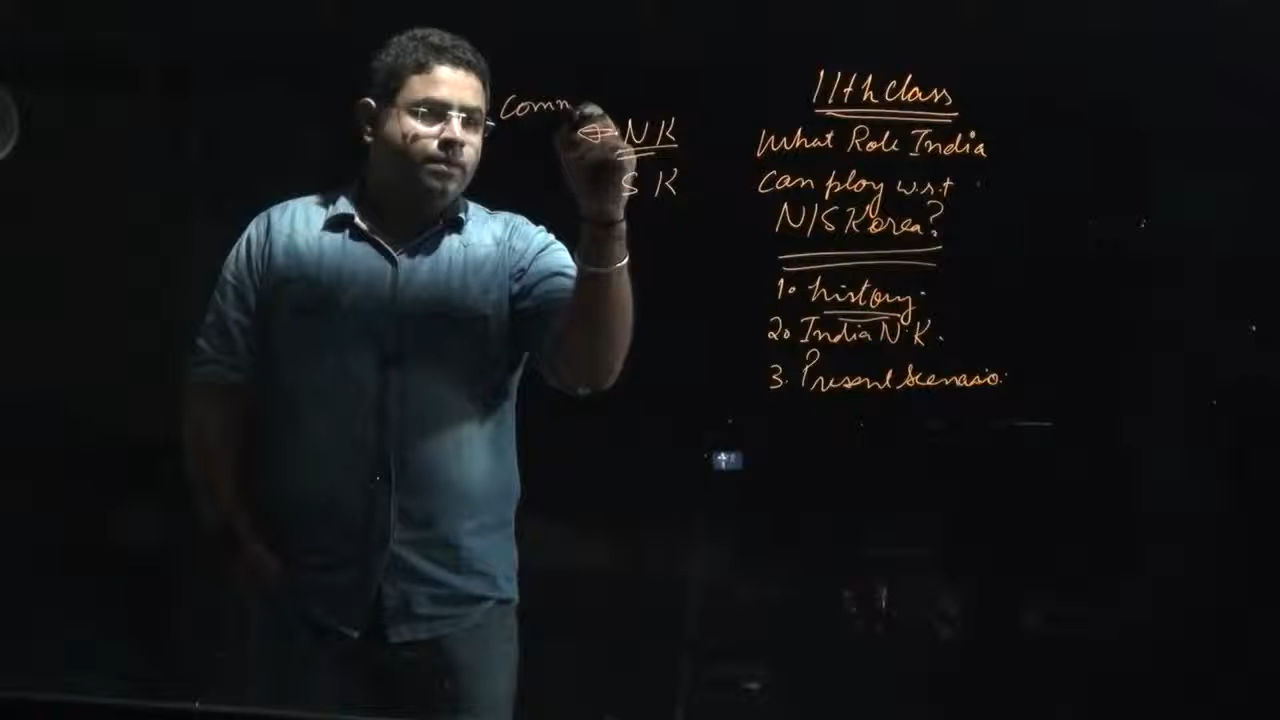 Comm
NK
SK
11th class
What Role India
can play w.r.t
N/S Korea?
1. history.
2. India N.K.
3. Present Scenario.